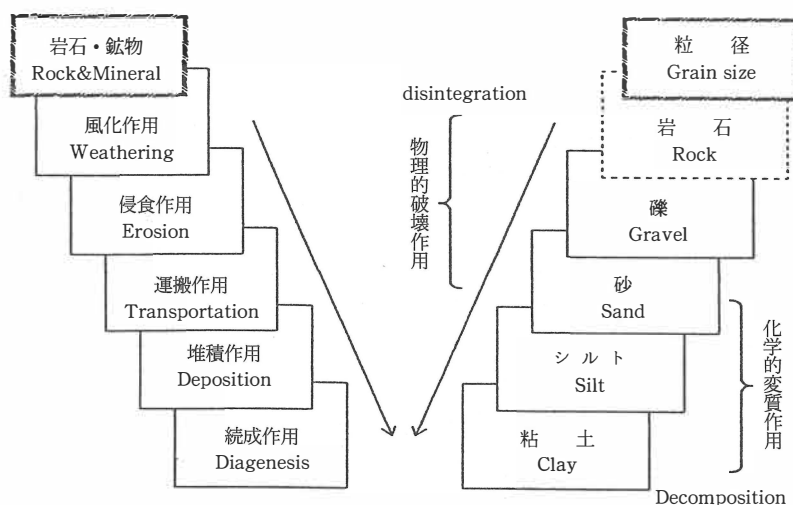 岩石・鉱物
Rock&Mineral
風化作用
Weathering
侵食作用
Erosion
運搬作用
Transportation
堆積作用
Deposition
続成作用
Diagenesis
disintegration
物理的破壊作用
粒 径
Grain size
岩 石
Rock
礫
Gravel
砂
Sand
シルト
Silt
粘 土
Clay
化学的変質作用
Decomposition